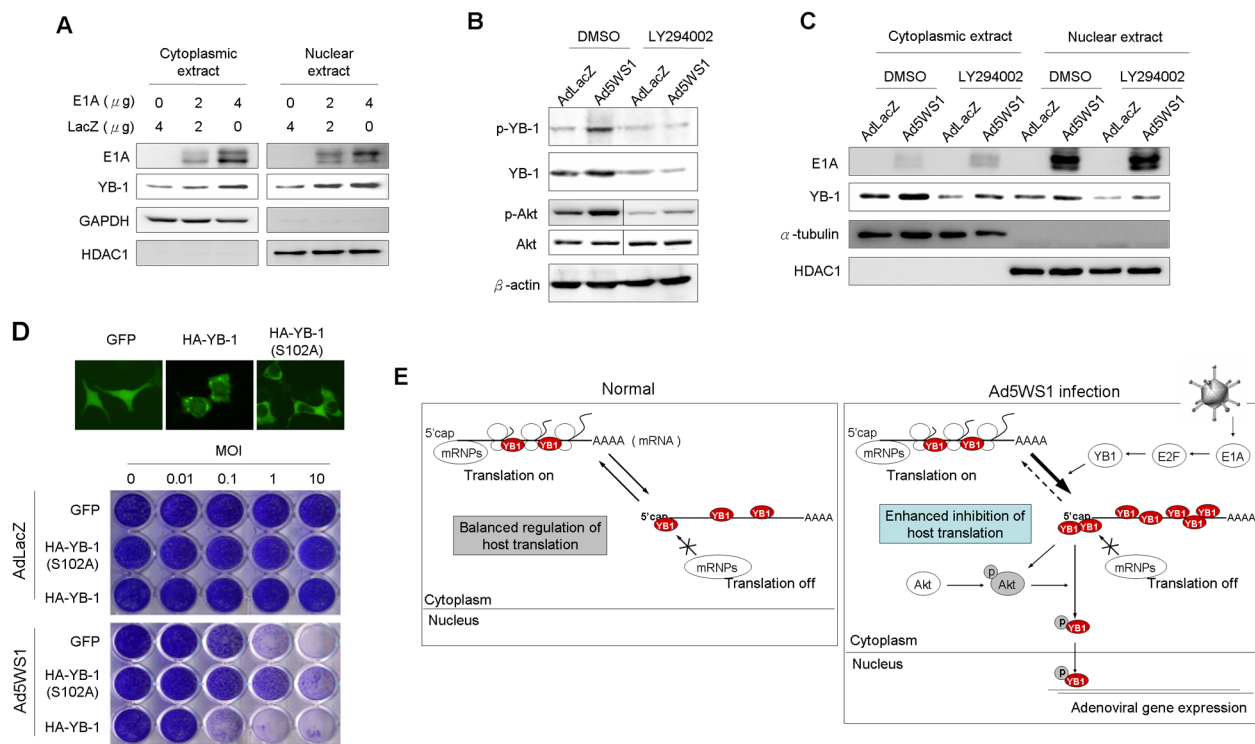 A
Cytoplasmic
extract
Nuclear
extract
E1A (μg) 0 2 4 0 2 4
LacZ (μg) 4 2 0 4 2 0
E1A
YB-1
GAPDH
HDAC1
B
DMSO LY294002
AdLacZ Ad5WS1 AdLacZ Ad5WS1
p-YB-1
YB-1
p-Akt
Akt
β-actin
C
Cytoplasmic extract Nuclear extract
DMSO LY294002 DMSO LY294002
AdLacZ Ad5WS1 AdLacZ Ad5WS1 AdLacZ Ad5WS1 AdLacZ Ad5WS1
E1A
YB-1
α-tubulin
HDAC1
D
GFP HA-YB-1 HA-YB-1
(S102A)
MOI
0 0.01 0.1 1 10
AdLacZ
GFP
HA-YB-1
(S102A)
HA-YB-1
Ad5WS1
GFP
HA-YB-1
(S102A)
HA-YB-1
E
Normal
5'cap
mRNPs
YB1 YB1
AAAA (mRNA)
Translation on
5'cap
YB1
YB1 YB1
AAAA
Balanced regulation of
host translation
mRNPs
Translation off
Cytoplasm
Nucleus
Ad5WS1 infection
5'cap
mRNPs
YB1 YB1
AAAA
Translation on
YB1 E2F E1A
5'cap
YB1 YB1
YB1 YB1 YB1 YB1 YB1
AAAA
Enhanced inhibition of
host translation
mRNPs
Translation off
Akt
p
Akt
p
YB1
Cytoplasm
Nucleus
p
YB1
Adenoviral gene expression